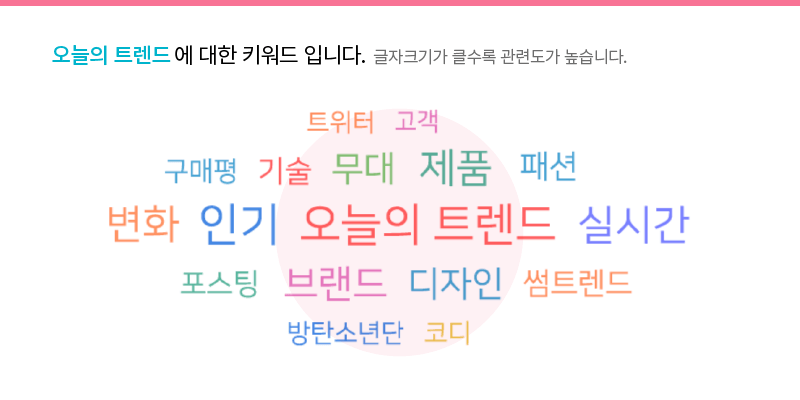 오늘의 트렌드에 대한 키워드 입니다. 글자크기가 클수록 관련도가 높습니다.
트위터 고객
구매평 기술 무대 제품 패션
변화 인기 오늘의 트렌드 실시간
포스팅 브랜드 디자인 썸트렌드
방탄소년단 코디